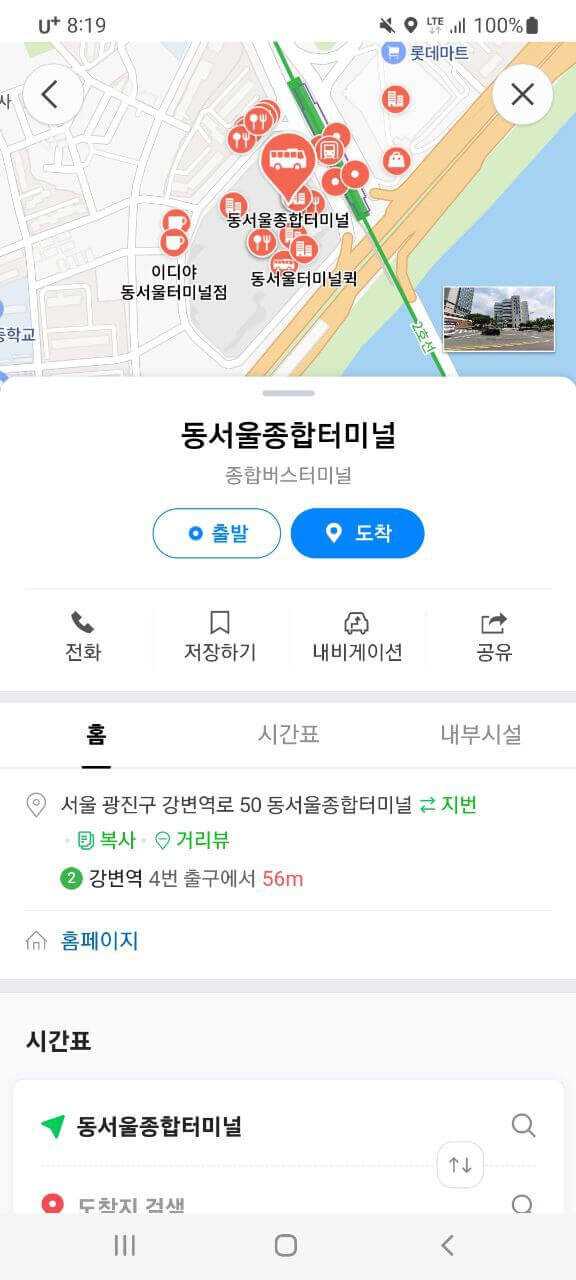 U+ 8:19 LTE 100%
롯데마트
사
동서울종합터미널
이디야
동서울터미널점
동서울터미널퀵
등학교
2호선
동서울종합터미널
종합버스터미널
출발 도착
전화 저장하기 내비게이션 공유
홈 시간표 내부시설
서울 광진구 강변역로 50 동서울종합터미널 지번
복사 거리뷰
2 강변역 4번 출구에서 56m
홈페이지
시간표
동서울종합터미널
도착지 검색